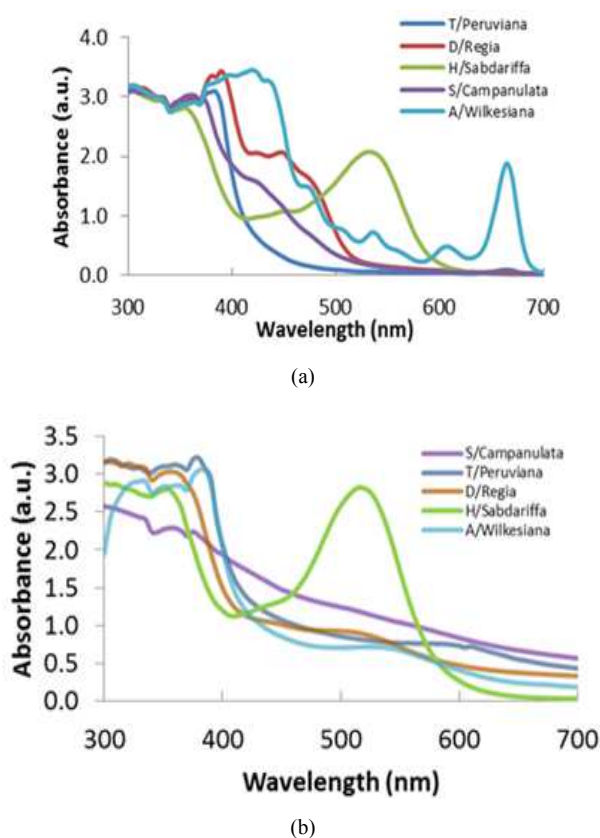 T/Peruviana
D/Regia
H/Sabdariffa
S/Campanulata
A/Wilkesiana
Absorbance (a.u.)
4.0
3.0
2.0
1.0
0.0
300 400 500 600 700
Wavelength (nm)
(a)
S/Campanulata
T/Peruviana
D/Regia
H/Sabdariffa
A/Wilkesiana
Absorbance (a.u.)
3.5
3.0
2.5
2.0
1.5
1.0
0.5
0.0
300 400 500 600 700
Wavelength (nm)
(b)